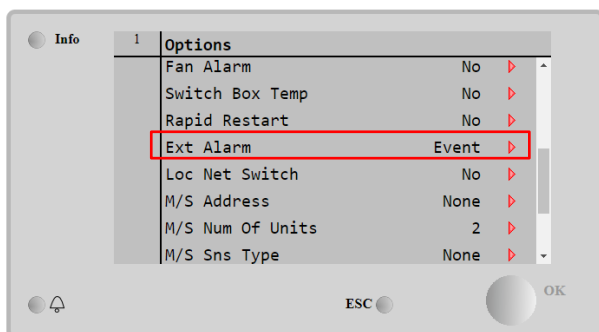 Info
1 Options
Fan Alarm No
Switch Box Temp No
Rapid Restart No
Ext Alarm Event
Loc Net Switch No
M/S Address None
M/S Num Of Units 2
M/S Sns Type None
ESC
OK